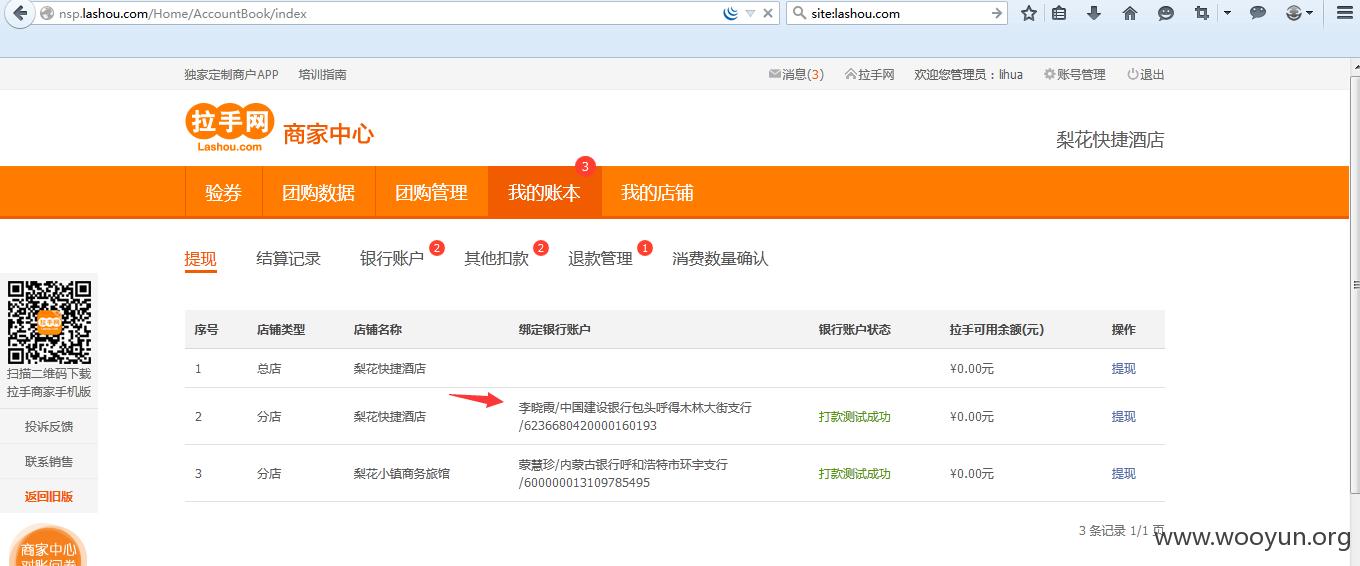 nsp.lashou.com/Home/AccountBook/index
site:lashou.com
独家定制商户APP 培训指南 消息(3) 拉手网 欢迎您管理员：lihua 账号管理 退出
拉手网
Lashou.com
商家中心
梨花快捷酒店
验券 团购数据 团购管理 我的账本 3 我的店铺
提现 结算记录 银行账户 2 其他扣款 2 退款管理 1 消费数量确认
序号 店铺类型 店铺名称 绑定银行账户 银行账户状态 拉手可用余额(元) 操作
1 总店 梨花快捷酒店 ¥0.00元 提现
2 分店 梨花快捷酒店 李晓霞/中国建设银行包头呼得木林大街支行
/6236680420000160193 打款测试成功 ¥0.00元 提现
3 分店 梨花小镇商务旅馆 蒙慧珍/内蒙古银行呼和浩特市环宇支行
/600000013109785495 打款测试成功 ¥0.00元 提现
3 条记录 1/1 页
拉手网
扫描二维码下载
拉手商家手机版
投诉反馈
联系销售
返回旧版
商家中心
对账问卷
www.wooyun.org